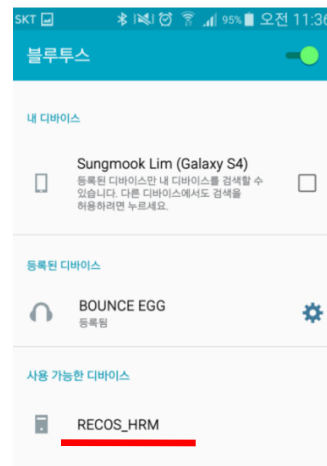 SKT 95% 오전 11:36
블루투스
내 디바이스
Sungmook Lim (Galaxy S4)
등록된 디바이스만 내 디바이스를 검색할 수
있습니다. 다른 디바이스에서도 검색을
허용하려면 누르세요.
등록된 디바이스
BOUNCE EGG
등록됨
사용 가능한 디바이스
RECOS_HRM